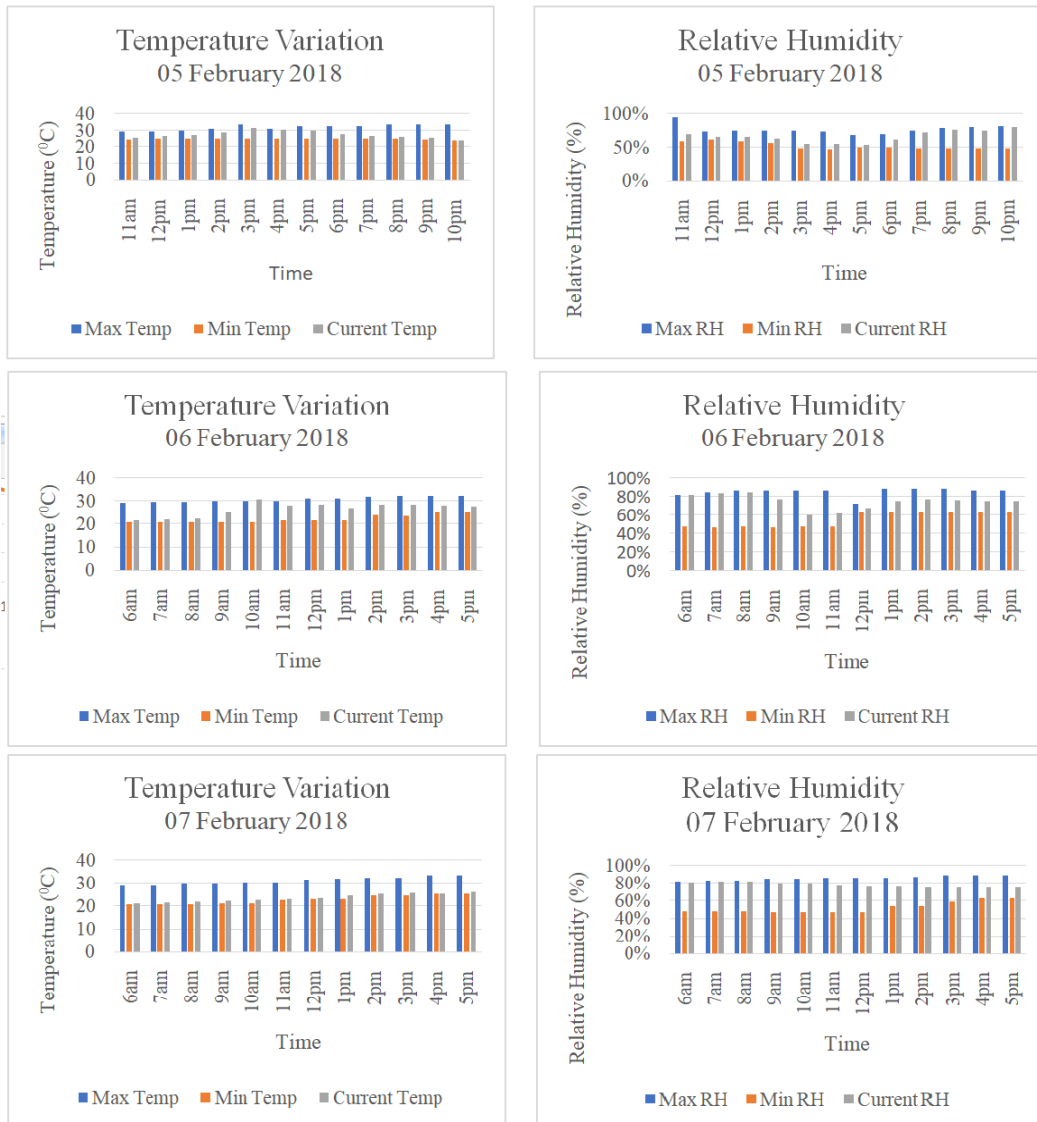 Temperature Variation
05 February 2018
Temperature (⁰C)
40
30
20
10
0
11am 12pm 1pm 2pm 3pm 4pm 5pm 6pm 7pm 8pm 9pm 10pm
Time
Max Temp Min Temp Current Temp
Relative Humidity
05 February 2018
Relative Humidity (%)
100%
50%
0%
11am 12pm 1pm 2pm 3pm 4pm 5pm 6pm 7pm 8pm 9pm 10pm
Time
Max RH Min RH Current RH
Temperature Variation
06 February 2018
Temperature (⁰C)
40
30
20
10
0
6am 7am 8am 9am 10am 11am 12pm 1pm 2pm 3pm 4pm 5pm
Time
Max Temp Min Temp Current Temp
1
Relative Humidity
06 February 2018
Relative Humidity (%)
100%
80%
60%
40%
20%
0%
6am 7am 8am 9am 10am 11am 12pm 1pm 2pm 3pm 4pm 5pm
Time
Max RH Min RH Current RH
Temperature Variation
07 February 2018
Temperature (⁰C)
40
30
20
10
0
6am 7am 8am 9am 10am 11am 12pm 1pm 2pm 3pm 4pm 5pm
Time
Max Temp Min Temp Current Temp
Relative Humidity
07 February 2018
Relative Humidity (%)
100%
80%
60%
40%
20%
0%
6am 7am 8am 9am 10am 11am 12pm 1pm 2pm 3pm 4pm 5pm
Time
Max RH Min RH Current RH